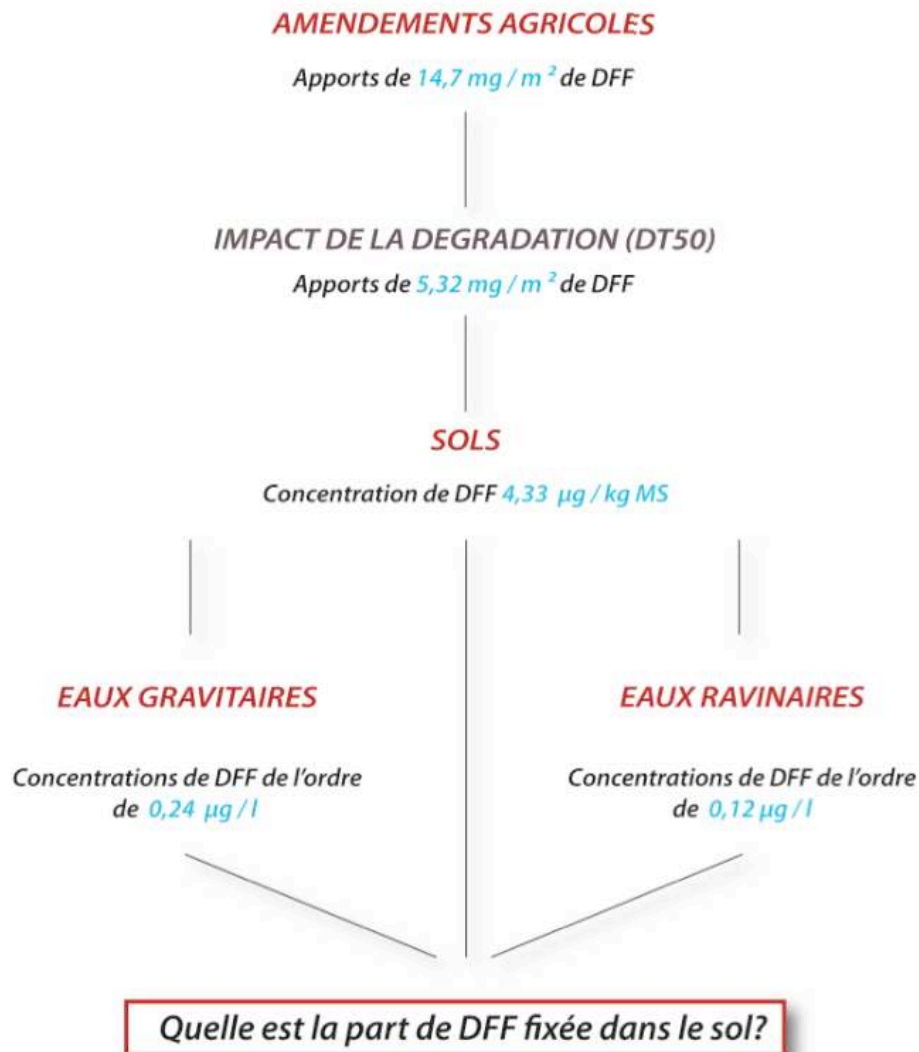 AMENDEMENTS AGRICOLES
Apports de 14,7 mg / m ² de DFF
IMPACT DE LA DEGRADATION (DT50)
Apports de 5,32 mg / m ² de DFF
SOLS
Concentration de DFF 4,33 µg / kg MS
EAUX GRAVITAIRES
Concentrations de DFF de l'ordre
de 0,24 µg / l
EAUX RAVINAIRES
Concentrations de DFF de l'ordre
de 0,12 µg / l
Quelle est la part de DFF fixée dans le sol?